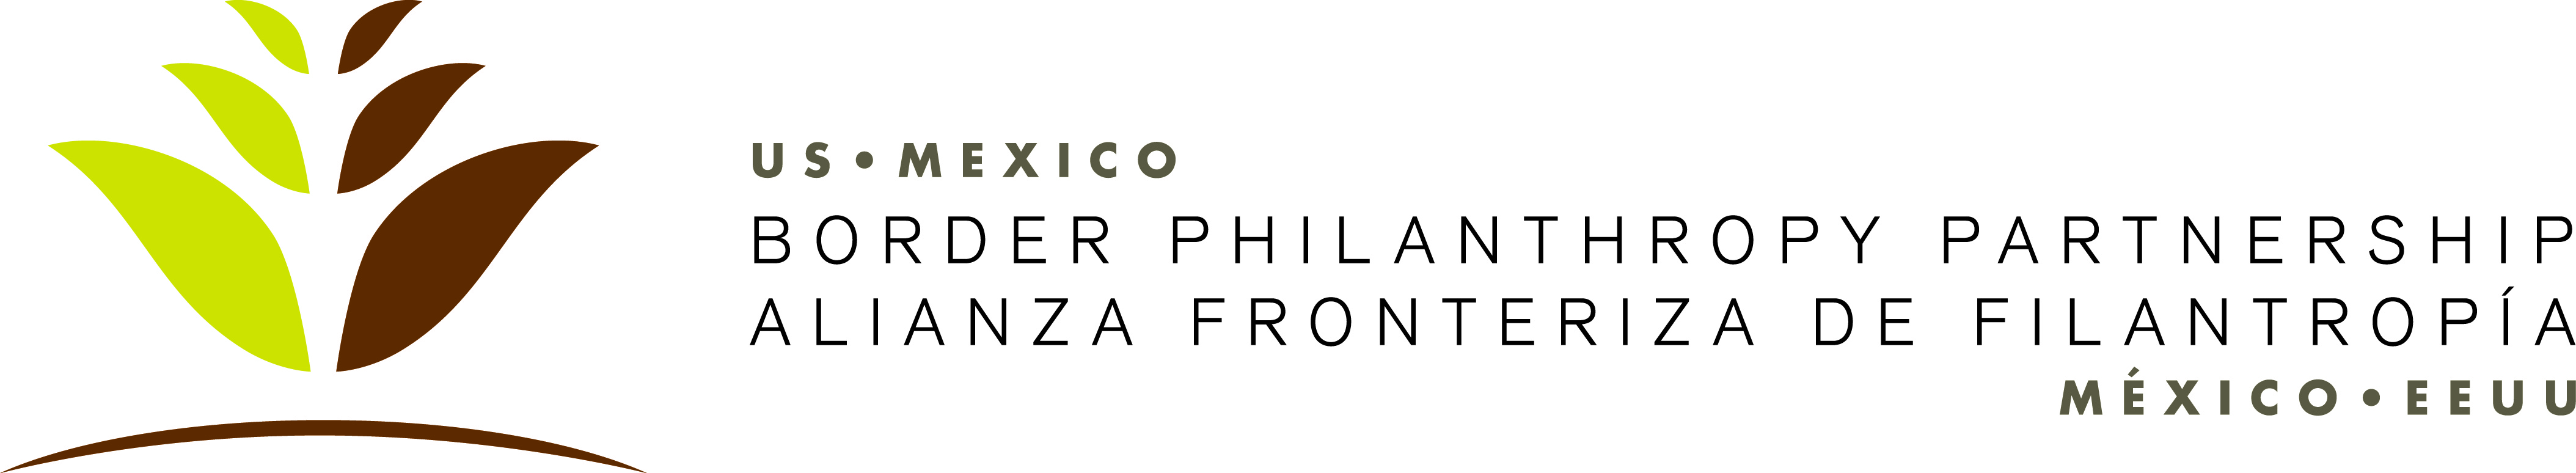 US•MEXICO
BORDER PHILANTHROPY PARTNERSHIP
ALIANZA FRONTERIZA DE FILANTROPÍA
MÉXICO•EEUU